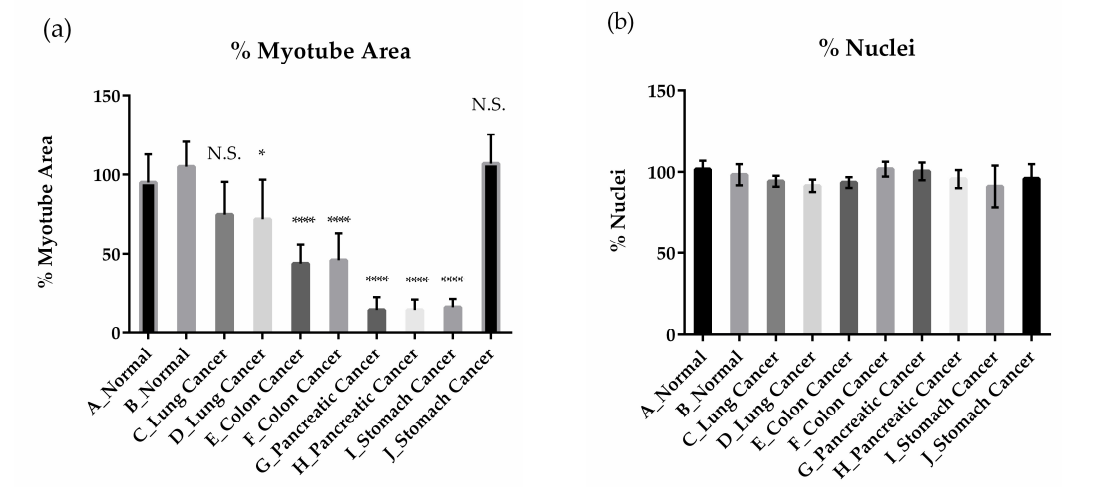 (a)
% Myotube Area
% Myotube Area
150
100
50
0
N.S.
*
****
****
****
****
****
N.S.
A_Normal
B_Normal
C_Lung Cancer
D_Lung Cancer
E_Colon Cancer
F_Colon Cancer
G_Pancreatic Cancer
H_Pancreatic Cancer
I_Stomach Cancer
J_Stomach Cancer
(b)
% Nuclei
% Nuclei
150
100
50
0
A_Normal
B_Normal
C_Lung Cancer
D_Lung Cancer
E_Colon Cancer
F_Colon Cancer
G_Pancreatic Cancer
H_Pancreatic Cancer
I_Stomach Cancer
J_Stomach Cancer